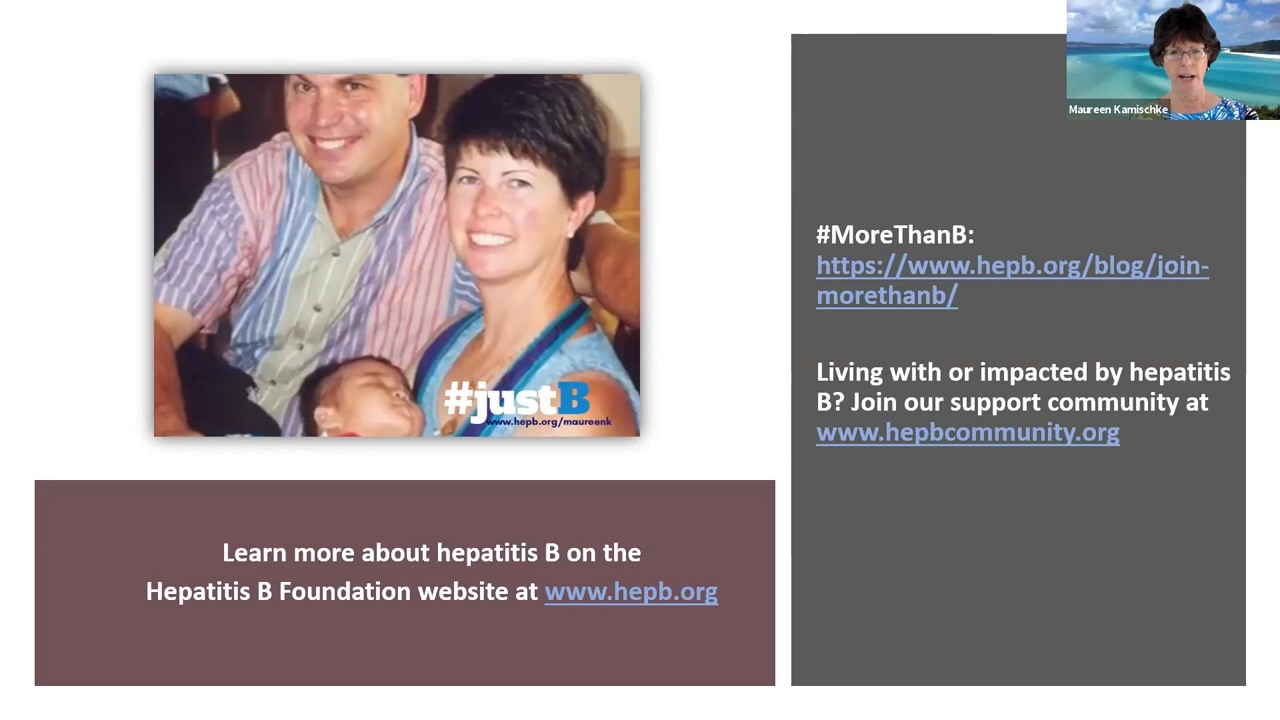 Maureen Kamischke
#justB
www.hepb.org/maureenk
#MoreThanB:
https://www.hepb.org/blog/join-
morethanb/
Living with or impacted by hepatitis
B? Join our support community at
www.hepbcommunity.org
Learn more about hepatitis B on the
Hepatitis B Foundation website at www.hepb.org